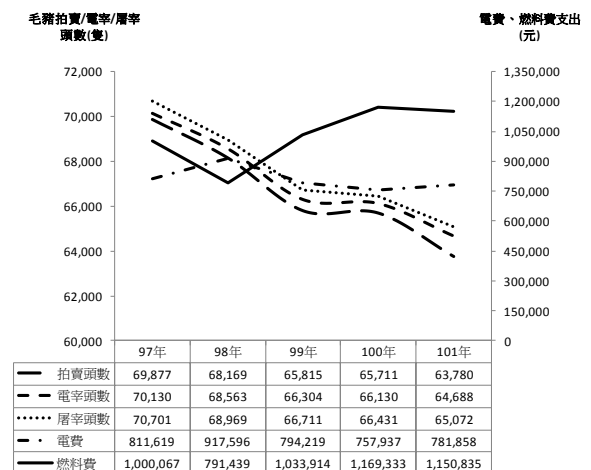 毛豬拍賣/電宰/屠宰
頭數(隻)
電費、燃料費支出
(元)
72,000
70,000
68,000
66,000
64,000
62,000
60,000
1,350,000
1,200,000
1,050,000
900,000
750,000
600,000
450,000
300,000
150,000
0
97年 98年 99年 100年 101年
拍賣頭數 69,877 68,169 65,815 65,711 63,780
電宰頭數 70,130 68,563 66,304 66,130 64,688
屠宰頭數 70,701 68,969 66,711 66,431 65,072
電費 811,619 917,596 794,219 757,937 781,858
燃料費 1,000,067 791,439 1,033,914 1,169,333 1,150,835